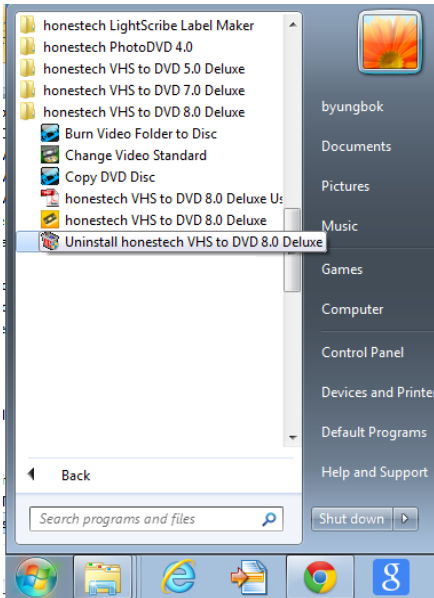 honestech LightScribe Label Maker
honestech PhotoDVD 4.0
honestech VHS to DVD 5.0 Deluxe
honestech VHS to DVD 7.0 Deluxe
honestech VHS to DVD 8.0 Deluxe
Burn Video Folder to Disc
Change Video Standard
Copy DVD Disc
honestech VHS to DVD 8.0 Deluxe Us
honestech VHS to DVD 8.0 Deluxe
Uninstall honestech VHS to DVD 8.0 Deluxe
Back
Search programs and files
byungbok
Documents
Pictures
Music
Games
Computer
Control Panel
Devices and Printer
Default Programs
Help and Support
Shut down
g